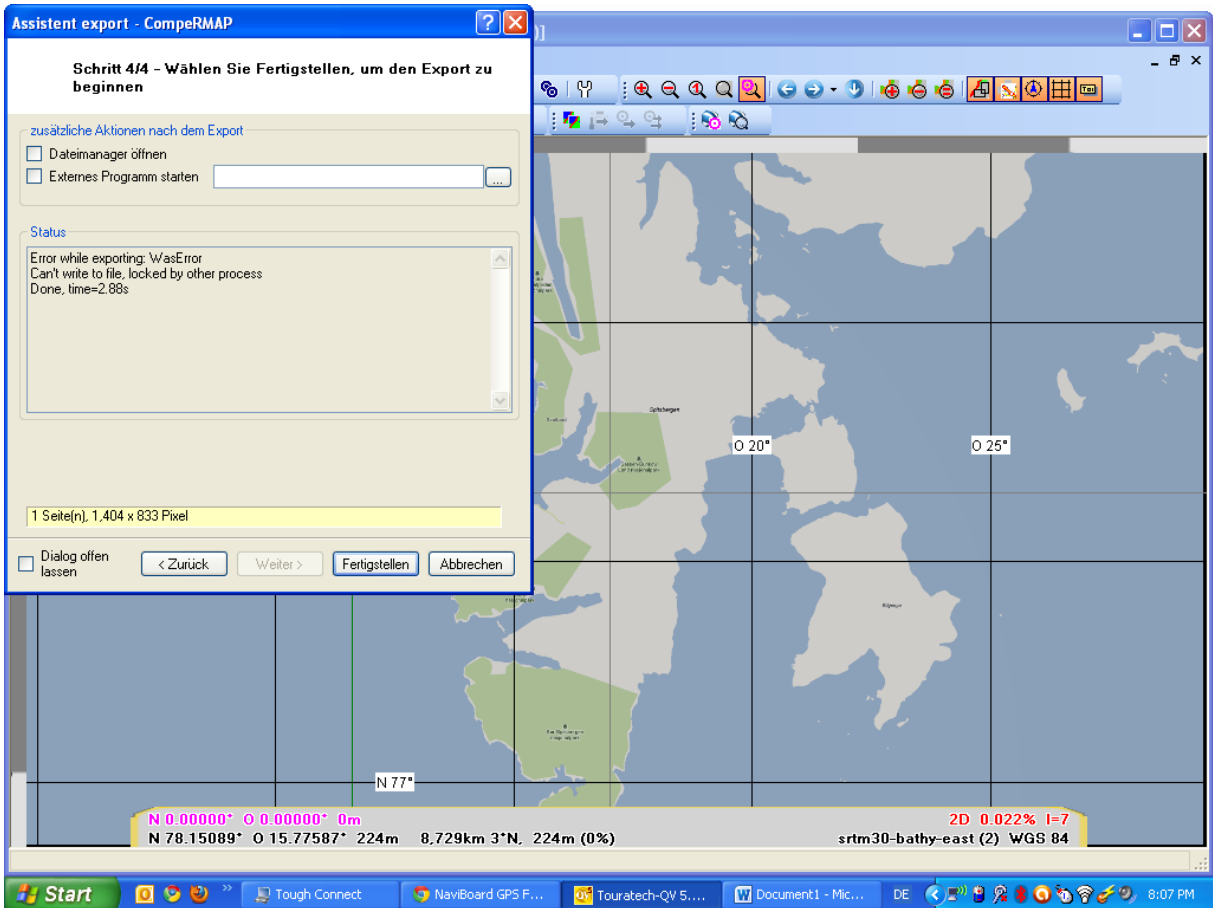 Assistent export - CompeRMAP
)]
Schritt 4/4 - Wählen Sie Fertigstellen, um den Export zu
beginnen
zusätzliche Aktionen nach dem Export
Dateimanager öffnen
Externes Programm starten
...
Status
Error while exporting: WasError
Can't write to file, locked by other process
Done, time=2.88s
1 Seite(n), 1,404 x 833 Pixel
Dialog offen
lassen
< Zurück
Weiter >
Fertigstellen
Abbrechen
Spitsbergen
O 20°
O 25°
N 77°
N 0.00000° O 0.00000° 0m
2D 0.022% l=7
N 78.15089° O 15.77587° 224m 8,729km 3°N, 224m (0%)
srtm30-bathy-east (2) WGS 84
Start
Tough Connect
NaviBoard GPS F...
Touratech-QV 5....
Document1 - Mic...
DE
8:07 PM